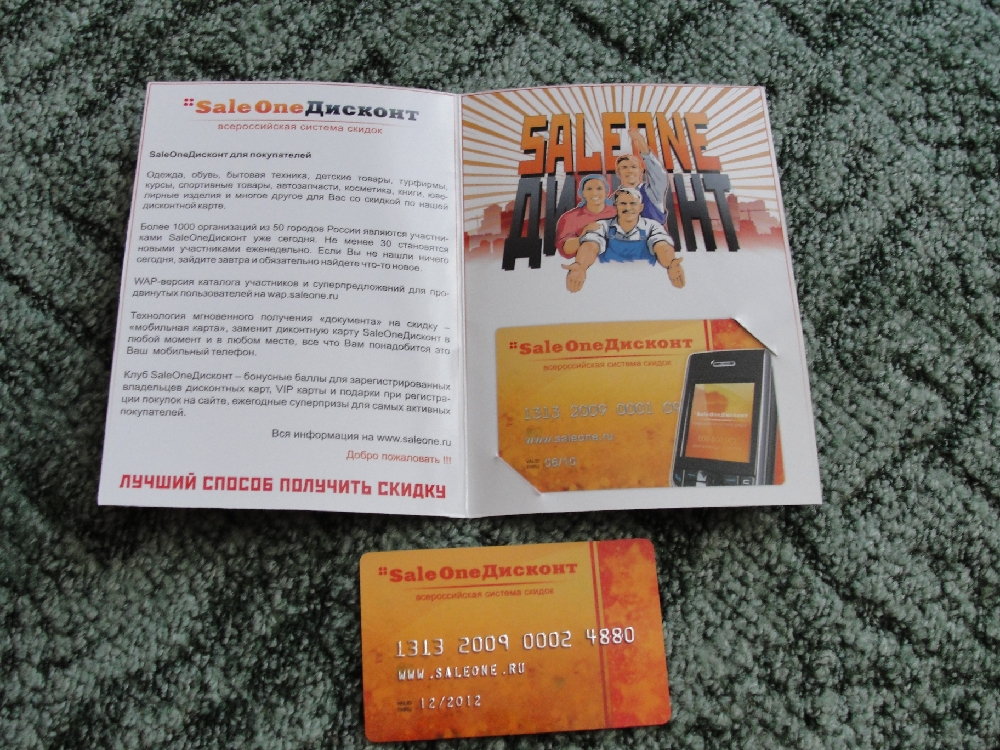 SaleOneДисконт
всероссийская система скидок
SaleOneДисконт для покупателей
Одежда, обувь, бытовая техника, детские товары, турфирмы,
курсы, спортивные товары, автозапчасти, косметика, книги, юве-
лирные изделия и многое другое для Вас со скидкой по нашей
дисконтной карте.
Более 1000 организаций из 50 городов России являются участни-
ками SaleOneДисконт уже сегодня. Не менее 30 становятся
новыми участниками еженедельно. Если Вы не нашли ничего
сегодня, зайдите завтра и обязательно найдете что-то новое.
WAP-версия каталога участников и суперпредложений для про-
двинутых пользователей на wap.saleone.ru
Технология мгновенного получения «документа» на скидку –
«мобильная карта», заменит диконтную карту SaleOneДисконт в
любой момент и в любом месте, все что Вам понадобится это
Ваш мобильный телефон.
Клуб SaleOneДисконт – бонусные баллы для зарегистрированных
владельцев дисконтных карт, VIP карты и подарки при регистра-
ции покупок на сайте, ежегодные суперпризы для самых активных
покупателей.
Вся информация на www.saleone.ru
Добро пожаловать !!!
ЛУЧШИЙ СПОСОБ ПОЛУЧИТЬ СКИДКУ
SALEONE
ДИСКОНТ
SaleOneДисконт
всероссийская система скидок
1313 2009 0001
www.saleone.ru
SaleOneДисконт
SaleOneДисконт
всероссийская система скидок
1313 2009 0002 4880
WWW.SALEONE.RU
12/2012